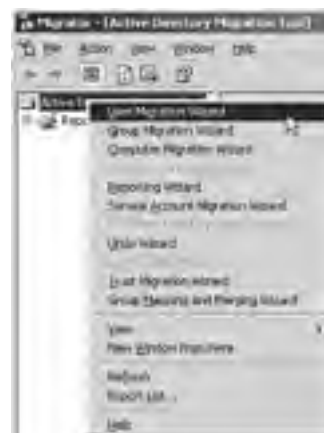 Migrator - [Active Directory Migration Tool]
File Action View Window Help
Active
Repo
User Migration Wizard
Group Migration Wizard
Computer Migration Wizard
Reporting Wizard
Service Account Migration Wizard
Undo Wizard
Trust Migration Wizard
Group Mapping and Merging Wizard
View
New Window from Here
Refresh
Export List...
Help